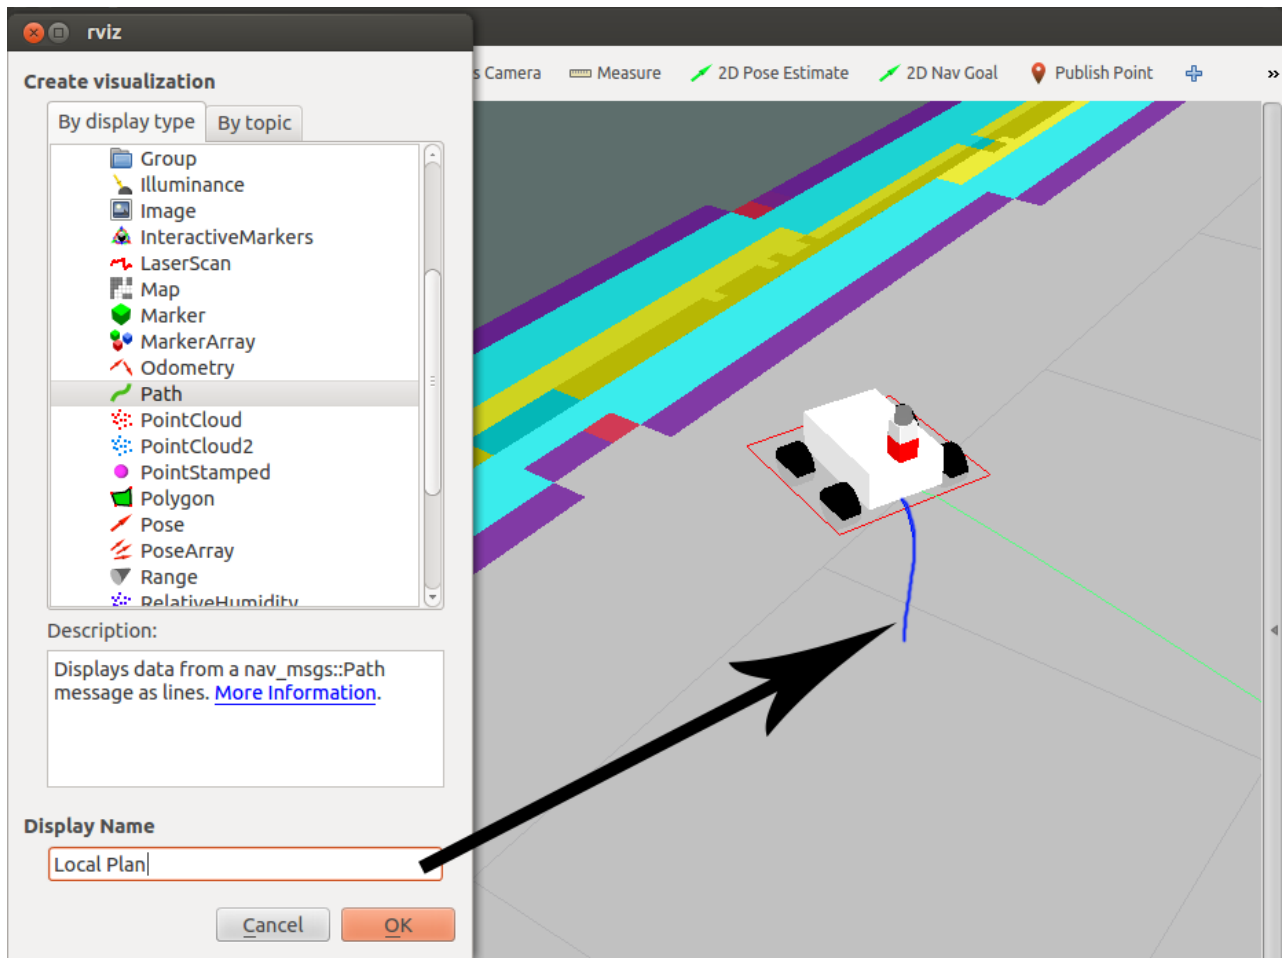 rviz
Create visualization
By display type
By topic
Group
Illuminance
Image
InteractiveMarkers
LaserScan
Map
Marker
MarkerArray
Odometry
Path
PointCloud
PointCloud2
PointStamped
Polygon
Pose
PoseArray
Range
RelativeHumidity
Description:
Displays data from a nav_msgs::Path
message as lines. More Information.
Display Name
Local Plan
Cancel
OK
s Camera
Measure
2D Pose Estimate
2D Nav Goal
Publish Point
»